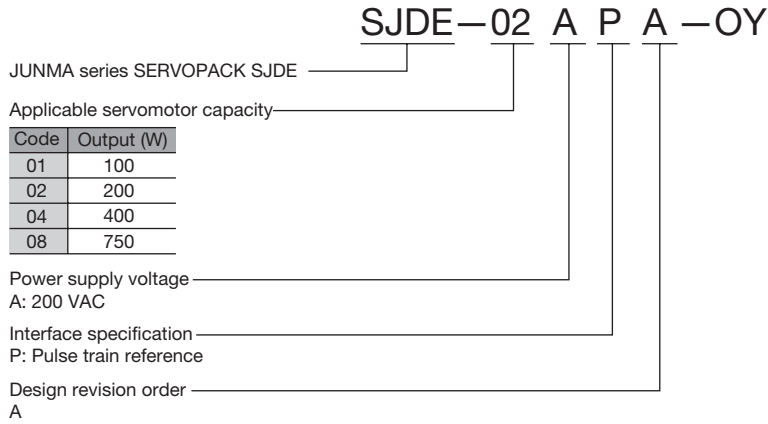 SJDE－02 A P A －OY
JUNMA series SERVOPACK SJDE
Applicable servomotor capacity
Code Output (W)
01 100
02 200
04 400
08 750
Power supply voltage
A: 200 VAC
Interface specification
P: Pulse train reference
Design revision order
A